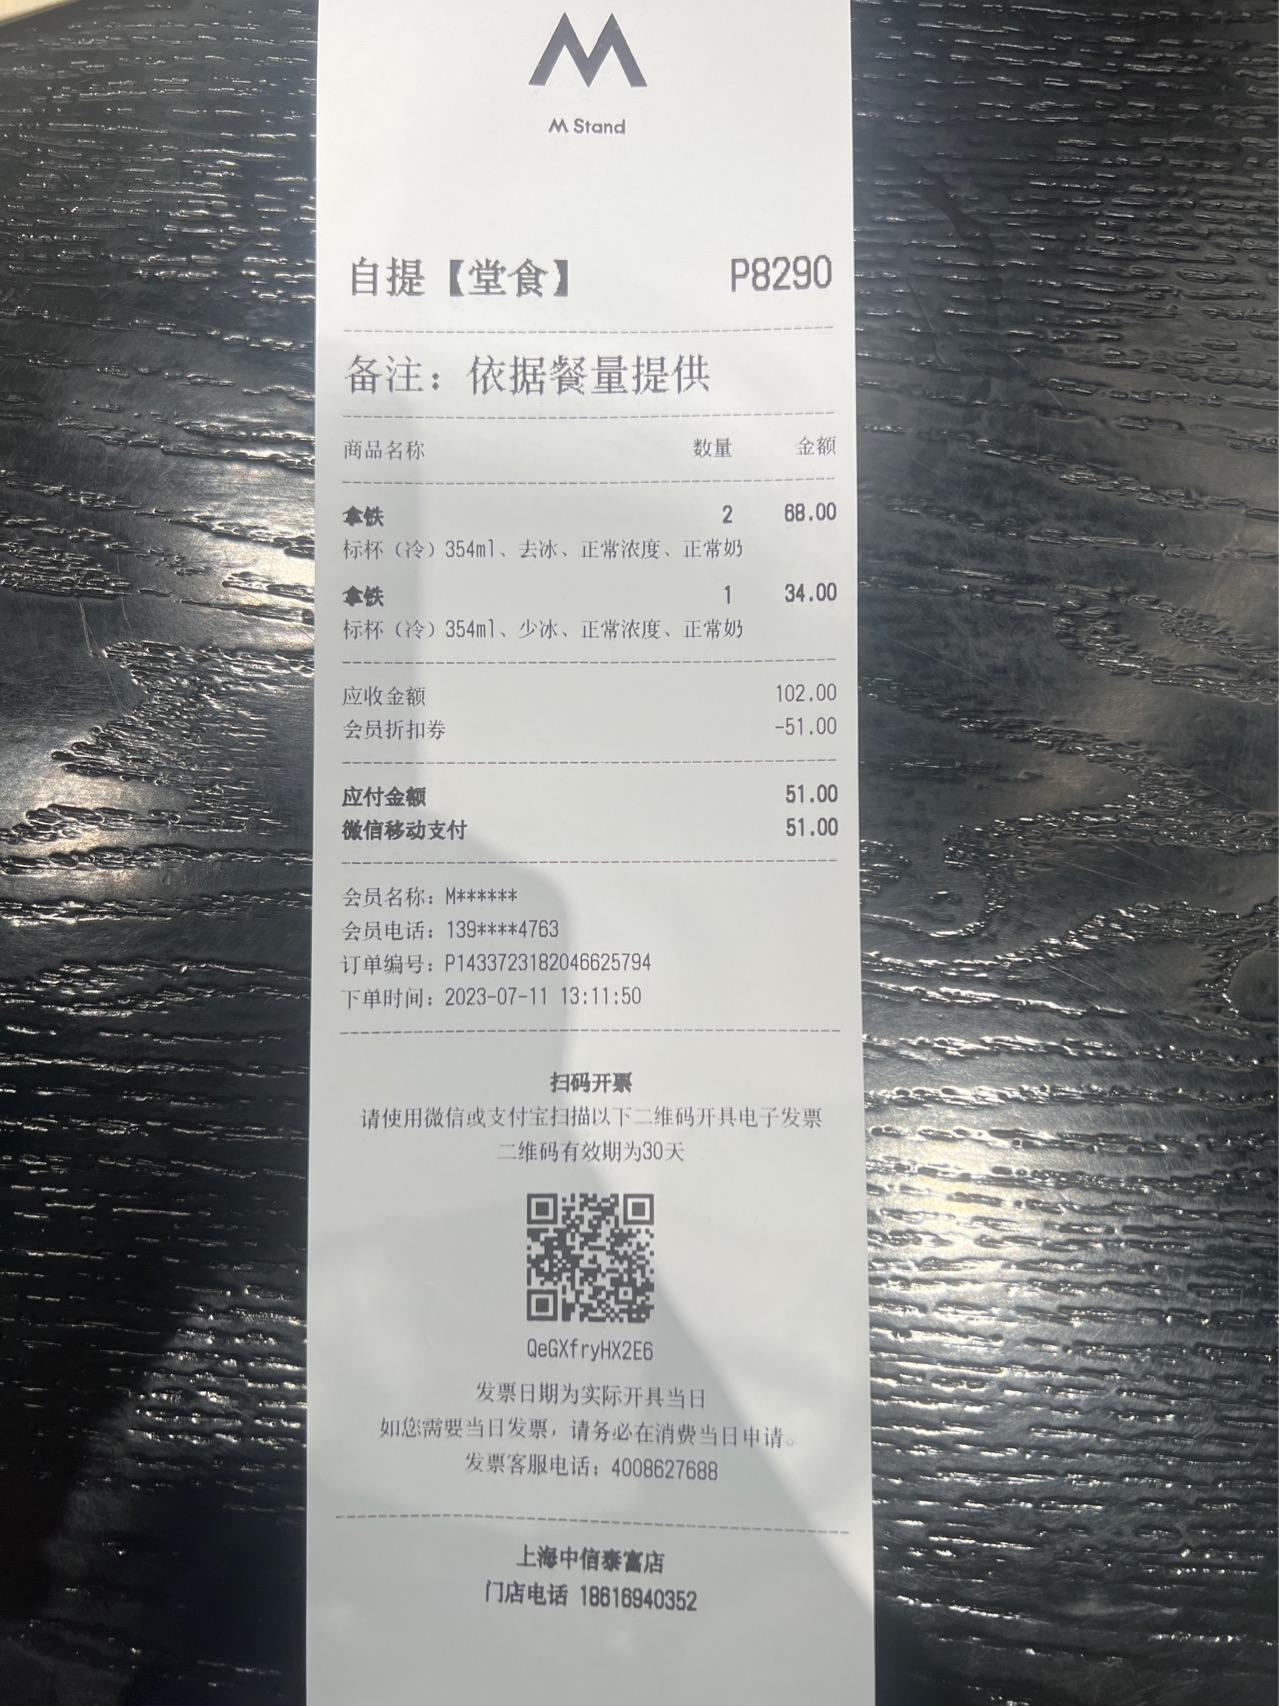 M Stand
自提【堂食】 P8290
备注：依据餐量提供
商品名称 数量 金额
拿铁 2 68.00
标杯（冷）354ml、去冰、正常浓度、正常奶
拿铁 1 34.00
标杯（冷）354ml、少冰、正常浓度、正常奶
应收金额 102.00
会员折扣券 -51.00
应付金额 51.00
微信移动支付 51.00
会员名称：M******
会员电话：139****4763
订单编号：P1433723182046625794
下单时间：2023-07-11 13:11:50
扫码开票
请使用微信或支付宝扫描以下二维码开具电子发票
二维码有效期为30天
QeGXfryHX2E6
发票日期为实际开具当日
如您需要当日发票，请务必在消费当日申请。
发票客服电话：4008627688
上海中信泰富店
门店电话 18616940352